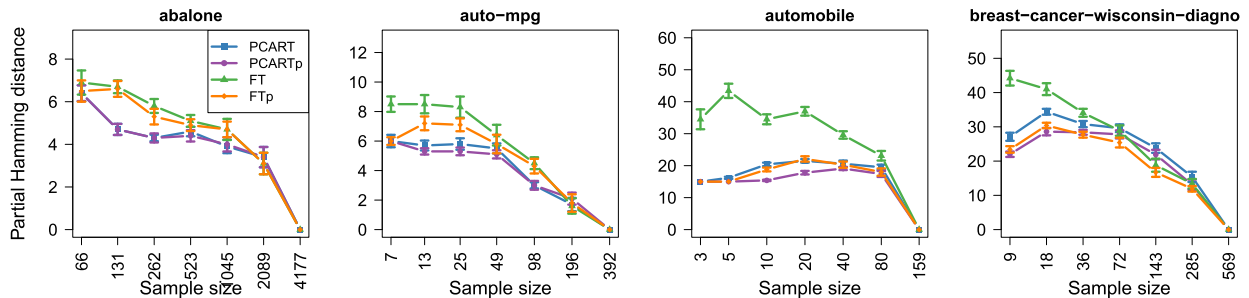 abalone
auto−mpg
automobile
breast−cancer−wisconsin−diagno
Partial Hamming distance
0 2 4 6 8
PCART
PCARTp
FT
FTp
66 131 262 523 1045 2089 4177
Sample size
0 2 4 6 8 10 12
7 13 25 49 98 196 392
Sample size
0 10 20 30 40 50 60
3 5 10 20 40 80 159
Sample size
0 10 20 30 40 50
9 18 36 72 143 285 569
Sample size